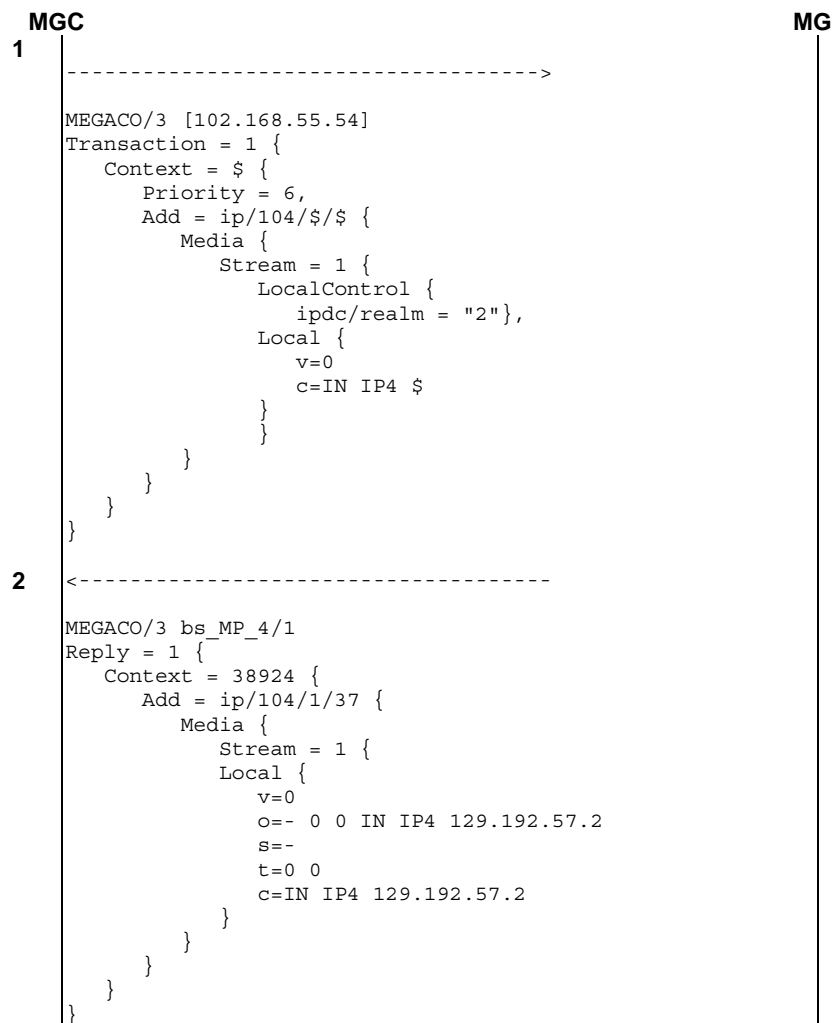 MGC MG
1
------------------------------------->
MEGACO/3 [102.168.55.54]
Transaction = 1 {
   Context = $ {
      Priority = 6,
      Add = ip/104/$/$ {
         Media {
            Stream = 1 {
               LocalControl {
                  ipdc/realm = "2"},
               Local {
                  v=0
                  c=IN IP4 $
               }
               }
         }
      }
   }
}
2 <-------------------------------------
MEGACO/3 bs_MP_4/1
Reply = 1 {
   Context = 38924 {
      Add = ip/104/1/37 {
         Media {
            Stream = 1 {
            Local {
               v=0
               o=- 0 0 IN IP4 129.192.57.2
               s=-
               t=0 0
               c=IN IP4 129.192.57.2
            }
         }
      }
   }
}